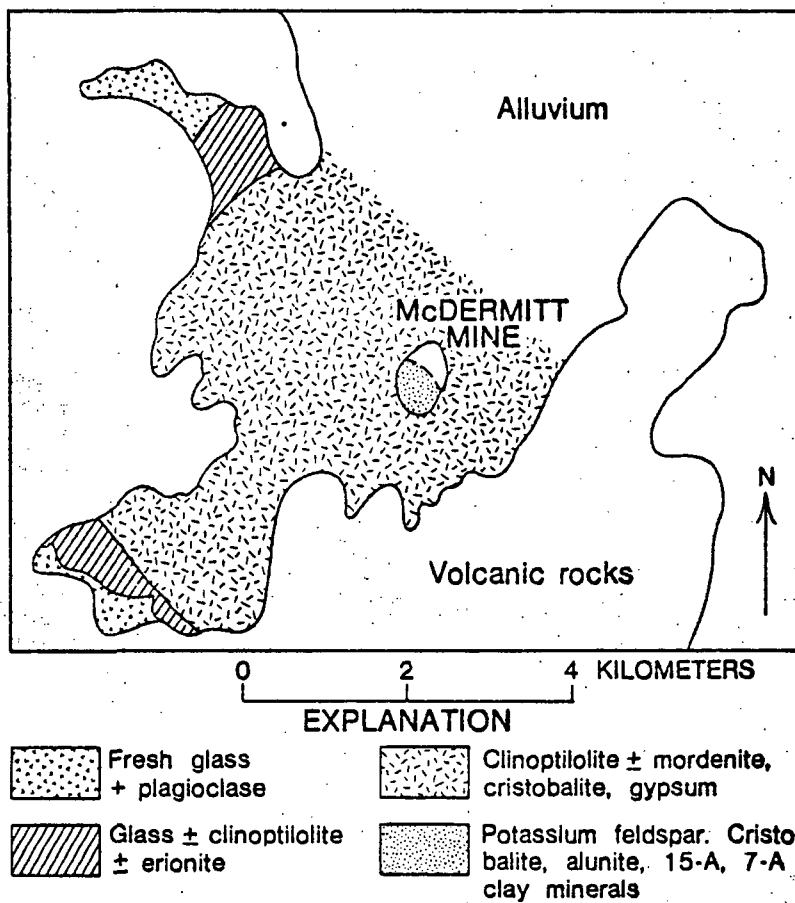 Alluvium
McDERMITT
MINE
N
Volcanic rocks
0 2 4 KILOMETERS
EXPLANATION
Fresh glass
+ plagioclase
Glass ± clinoptilolite
± erionite
Clinoptilolite ± mordenite,
cristobalite, gypsum
Potassium feldspar. Cristo
balite, alunite, 15-A, 7-A
clay minerals